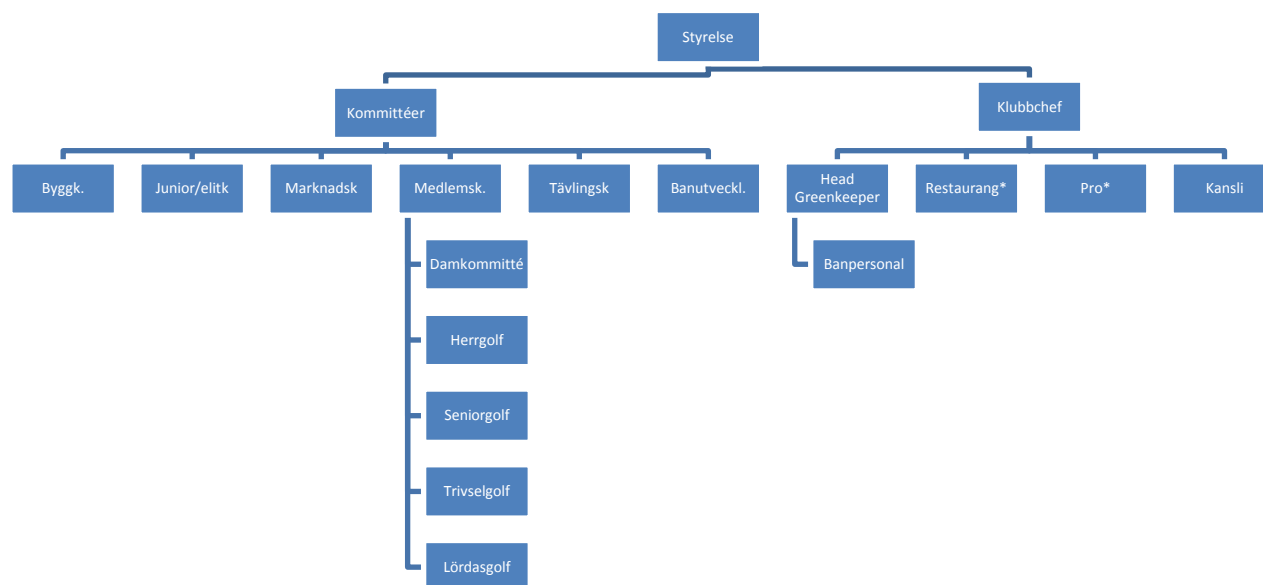 Styrelse
Kommittéer
Klubbchef
Byggk.
Junior/elitk
Marknadsk
Medlemsk.
Tävlingsk
Banutveckl.
Head
Greenkeeper
Restaurang*
Pro*
Kansli
Damkommitté
Banpersonal
Herrgolf
Seniorgolf
Trivselgolf
Lördasgolf